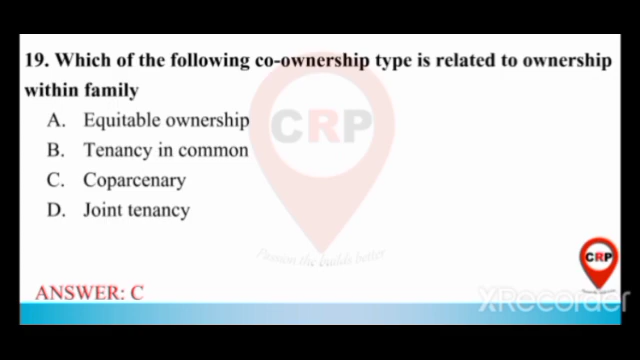 19. Which of the following co-ownership type is related to ownership
within family
A. Equitable ownership
B. Tenancy in common
C. Coparcenary
D. Joint tenancy
CRP
CRP
ANSWER: C
XRecorder